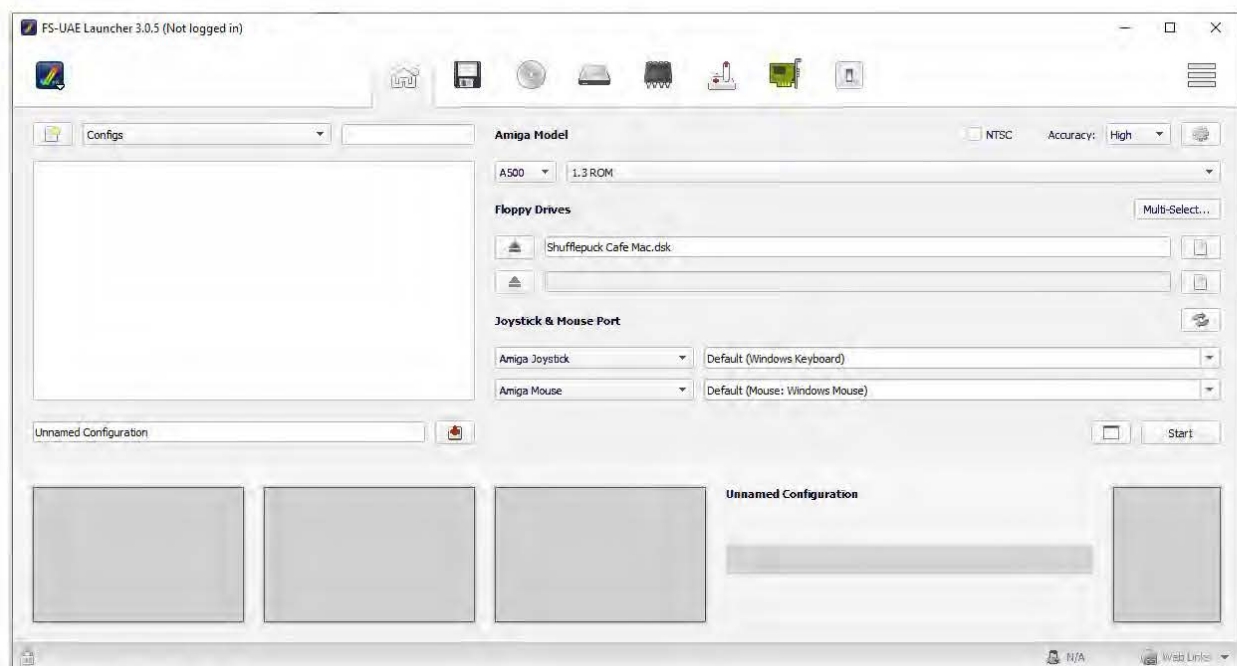 FS-UAE Launcher 3.0.5 (Not logged in)
Configs
Amiga Model
NTSC
Accuracy:
High
A500
1.3 ROM
Floppy Drives
Multi-Select...
Shufflepuck Cafe Mac.dsk
Joystick & Mouse Port
Amiga Joystick
Default (Windows Keyboard)
Amiga Mouse
Default (Mouse: Windows Mouse)
Unnamed Configuration
Start
Unnamed Configuration
N/A
Web Links